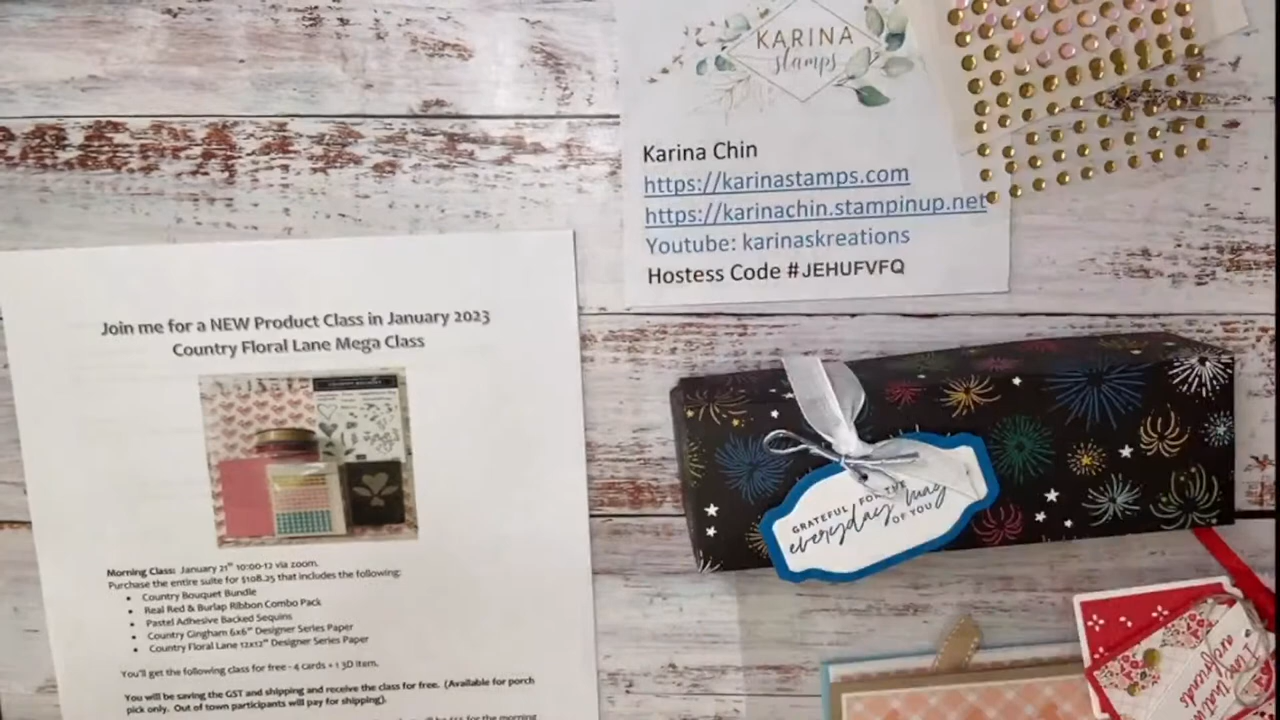 KARINA
stamps
Karina Chin
https://karinastamps.com
https://karinachin.stampinup.net
Youtube: karinaskreations
Hostess Code #JEHUFVFQ
Join me for a NEW Product Class in January 2023
Country Floral Lane Mega Class
Morning Class: January 21st 10:00-12 via zoom.
Purchase the entire suite for $108.25 that includes the following:
• Country Bouquet Bundle
• Real Red & Burlap Ribbon Combo Pack
• Pastel Adhesive Backed Sequins
• Country Gingham 6x6" Designer Series Paper
• Country Floral Lane 12x12" Designer Series Paper
You'll get the following class for free - 4 cards + 1 3D item.
You will be saving the GST and shipping and receive the class for free. (Available for porch
pick only. Out of town participants will pay for shipping).
for the morning
GRATEFUL FOR THE
everyday magic
OF YOU